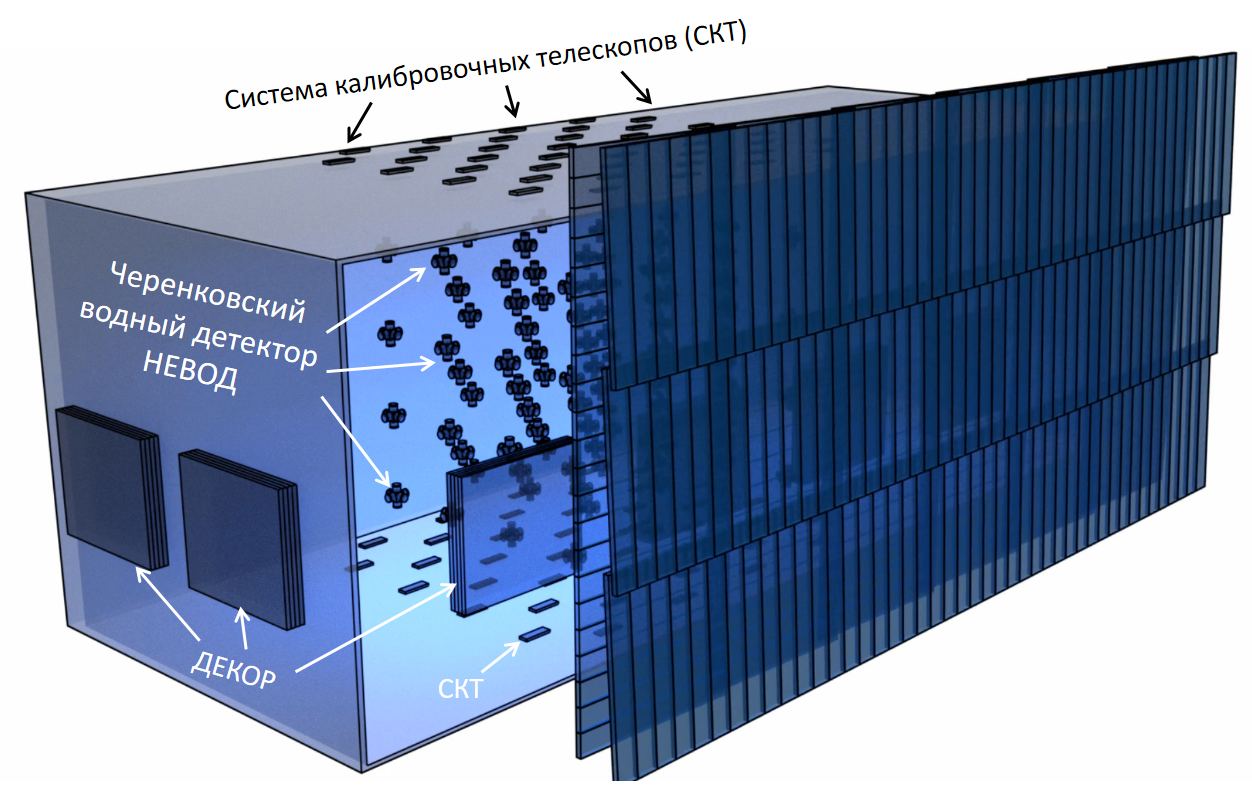 Система калибровочных телескопов (СКТ)
Черенковский
водный детектор
НЕВОД
ДЕКОР
СКТ